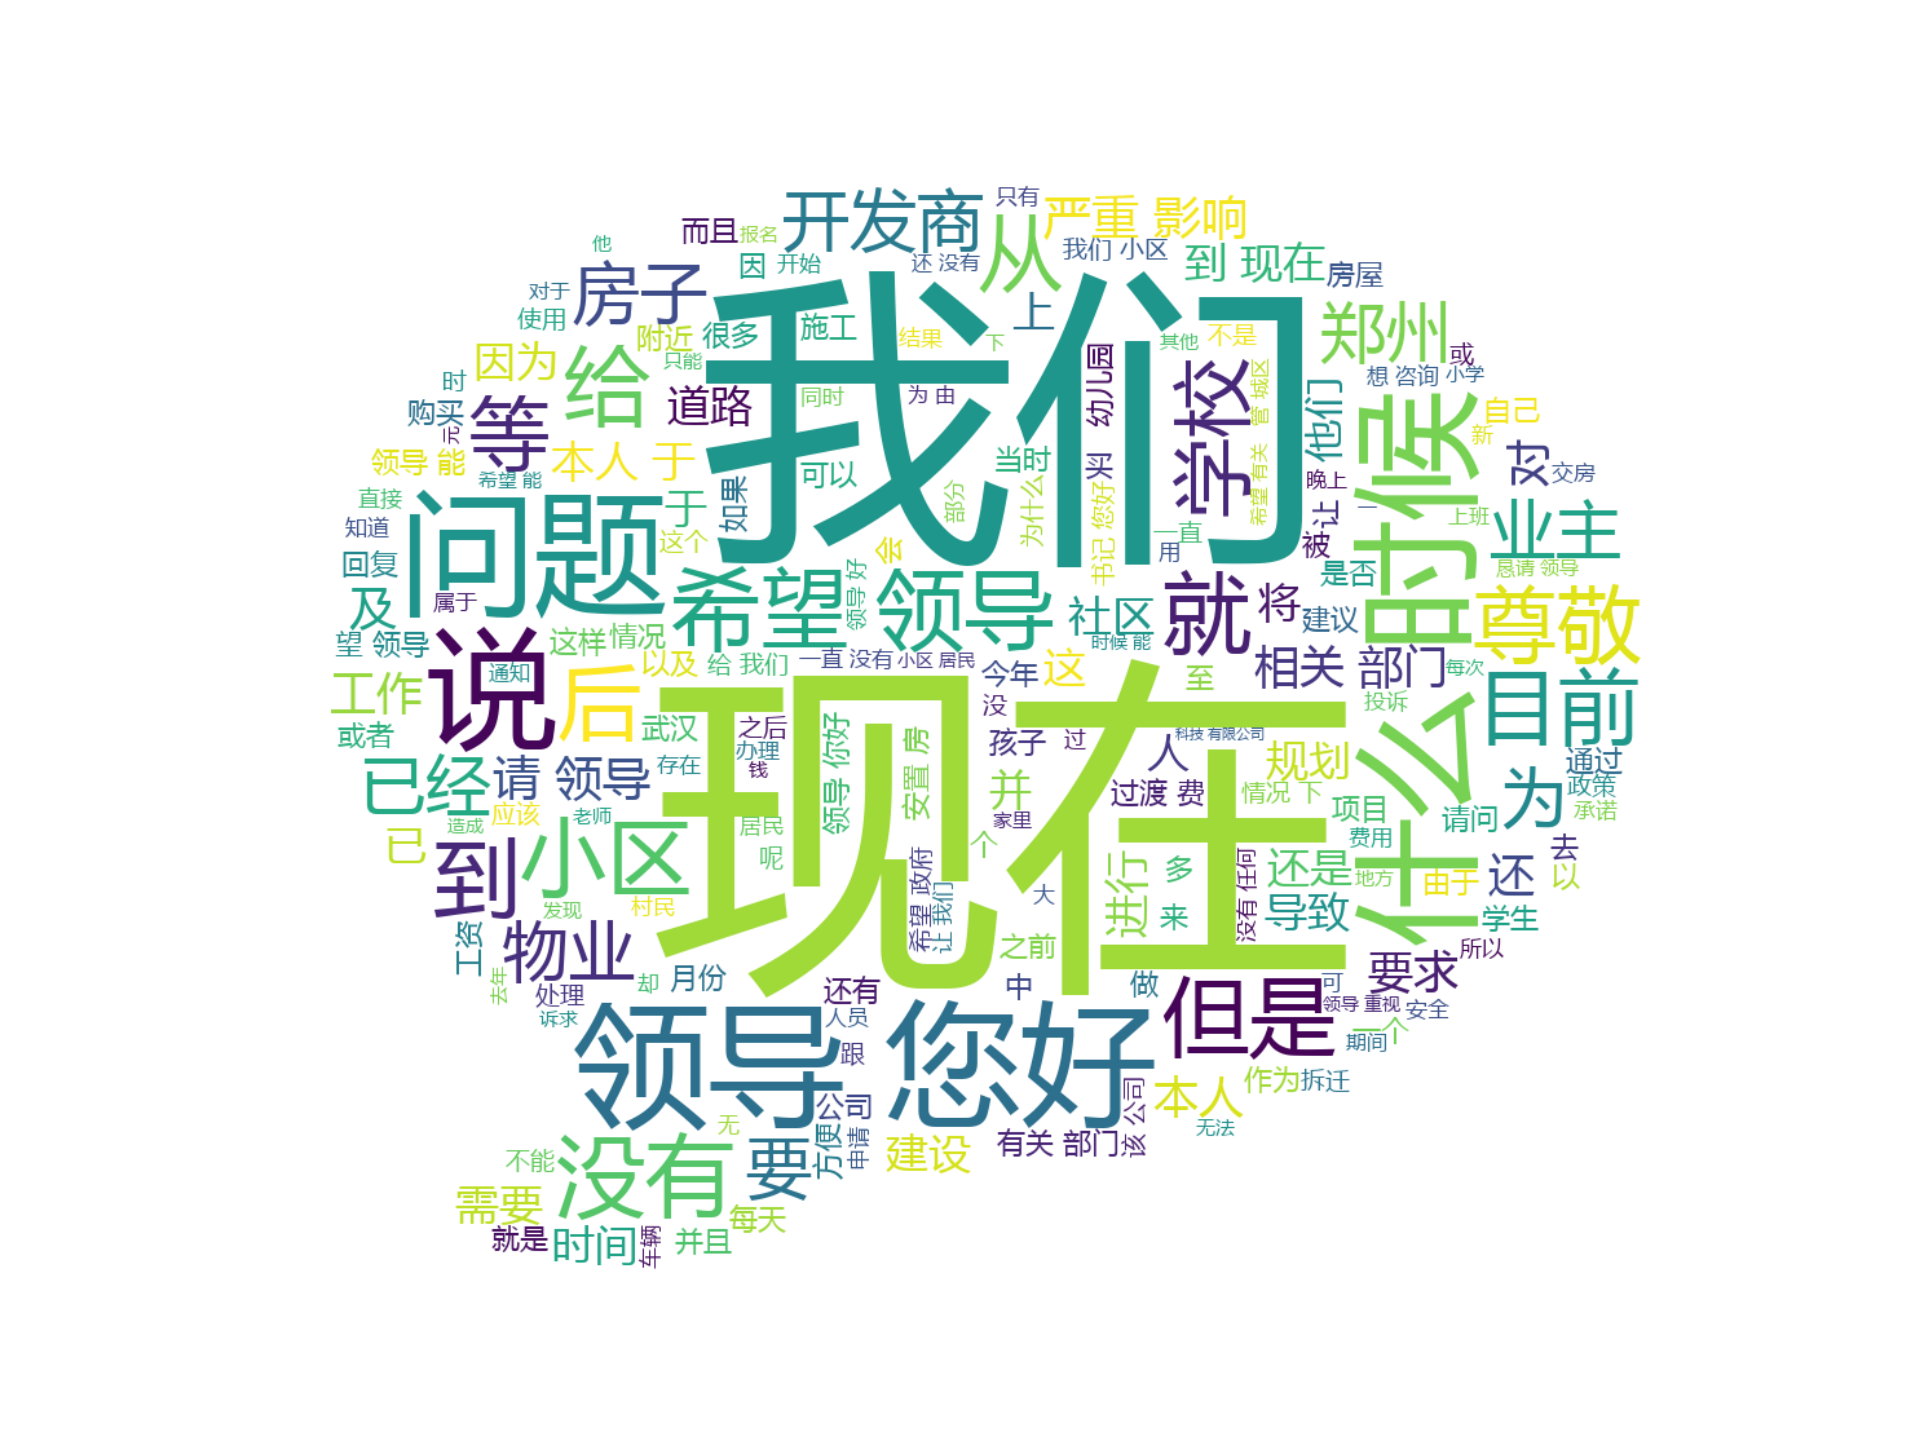 只有
开发商
严重 影响
而且
报名
他
从
我们 小区
因
开始
还 没有
到 现在
房屋
房子
对于
使用
上
郑州
附近
很多
施工
结果
下
其他
不是
或
因为
给
只能
我们
幼儿园
学校
管 城区
想 咨询
小学
时
购买
元
等
道路
同时
为 由
他们
什么 时候
自己
新
领导 能
本人 于
希望 能
可以
当时
来
希望 有关
晚上
对
交房
直接
问题
于
如果
部分
为什么
书记 您好
一直
让
一
上班
业主
知道
这个
会
用
被
回复
及
属于
希望 领导
领导 好
社区
就
将
是否
建议
恳请 领导
尊敬
望 领导
说
这样
情况
时候 能
通知
后
以及
给 我们
一直 没有
小区 居民
今年
这
至
相关 部门
每次
目前
工作
或者
武汉
之后
办理
钱
存在
现在
领导 你好
安置 房
没
孩子
过
人
科技 有限公司
投诉
规划
通过
政策
承诺
已经
请 领导
并
过渡 费
情况 下
项目
请问
为
应该
老师
造成
已
家里
居民
呢
个
费用
到
小区
希望 政府
让 我们
进行
多
没有 任何
还是
地方
由于
还
去
以
发现
村民
大
来
导致
学生
工资
物业
之前
所以
去年
处理
却
月份
还有
中
做
但是
可
要求
诉求
领导 您好
人员
跟
领导 重视
安全
一个
期间
公司
该 公司
本人
作为
拆迁
无
方便
申请
建设
有关 部门
无法
不能
没有
要
需要
每天
就是
时间
车辆
并且